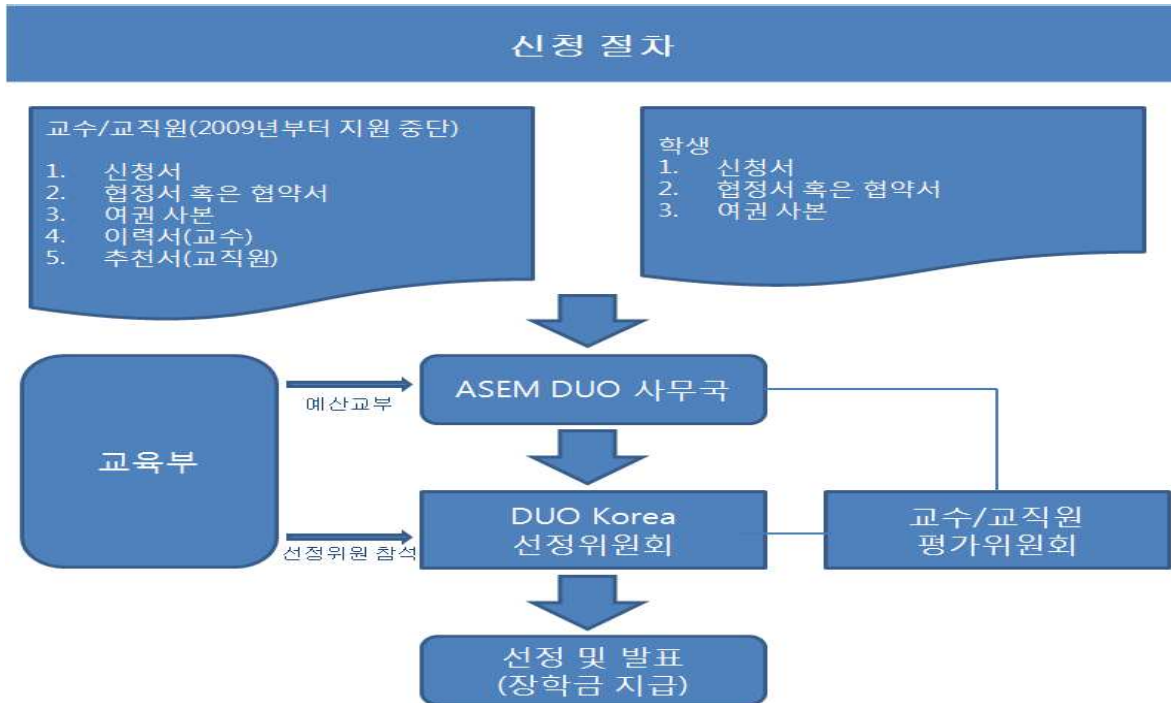 신청 절차
교수/교직원(2009년부터 지원 중단)
1. 신청서
2. 협정서 혹은 협약서
3. 여권 사본
4. 이력서(교수)
5. 추천서(교직원)
학생
1. 신청서
2. 협정서 혹은 협약서
3. 여권 사본
교육부
예산교부
ASEM DUO 사무국
선정위원 참석
DUO Korea
선정위원회
교수/교직원
평가위원회
선정 및 발표
(장학금 지급)